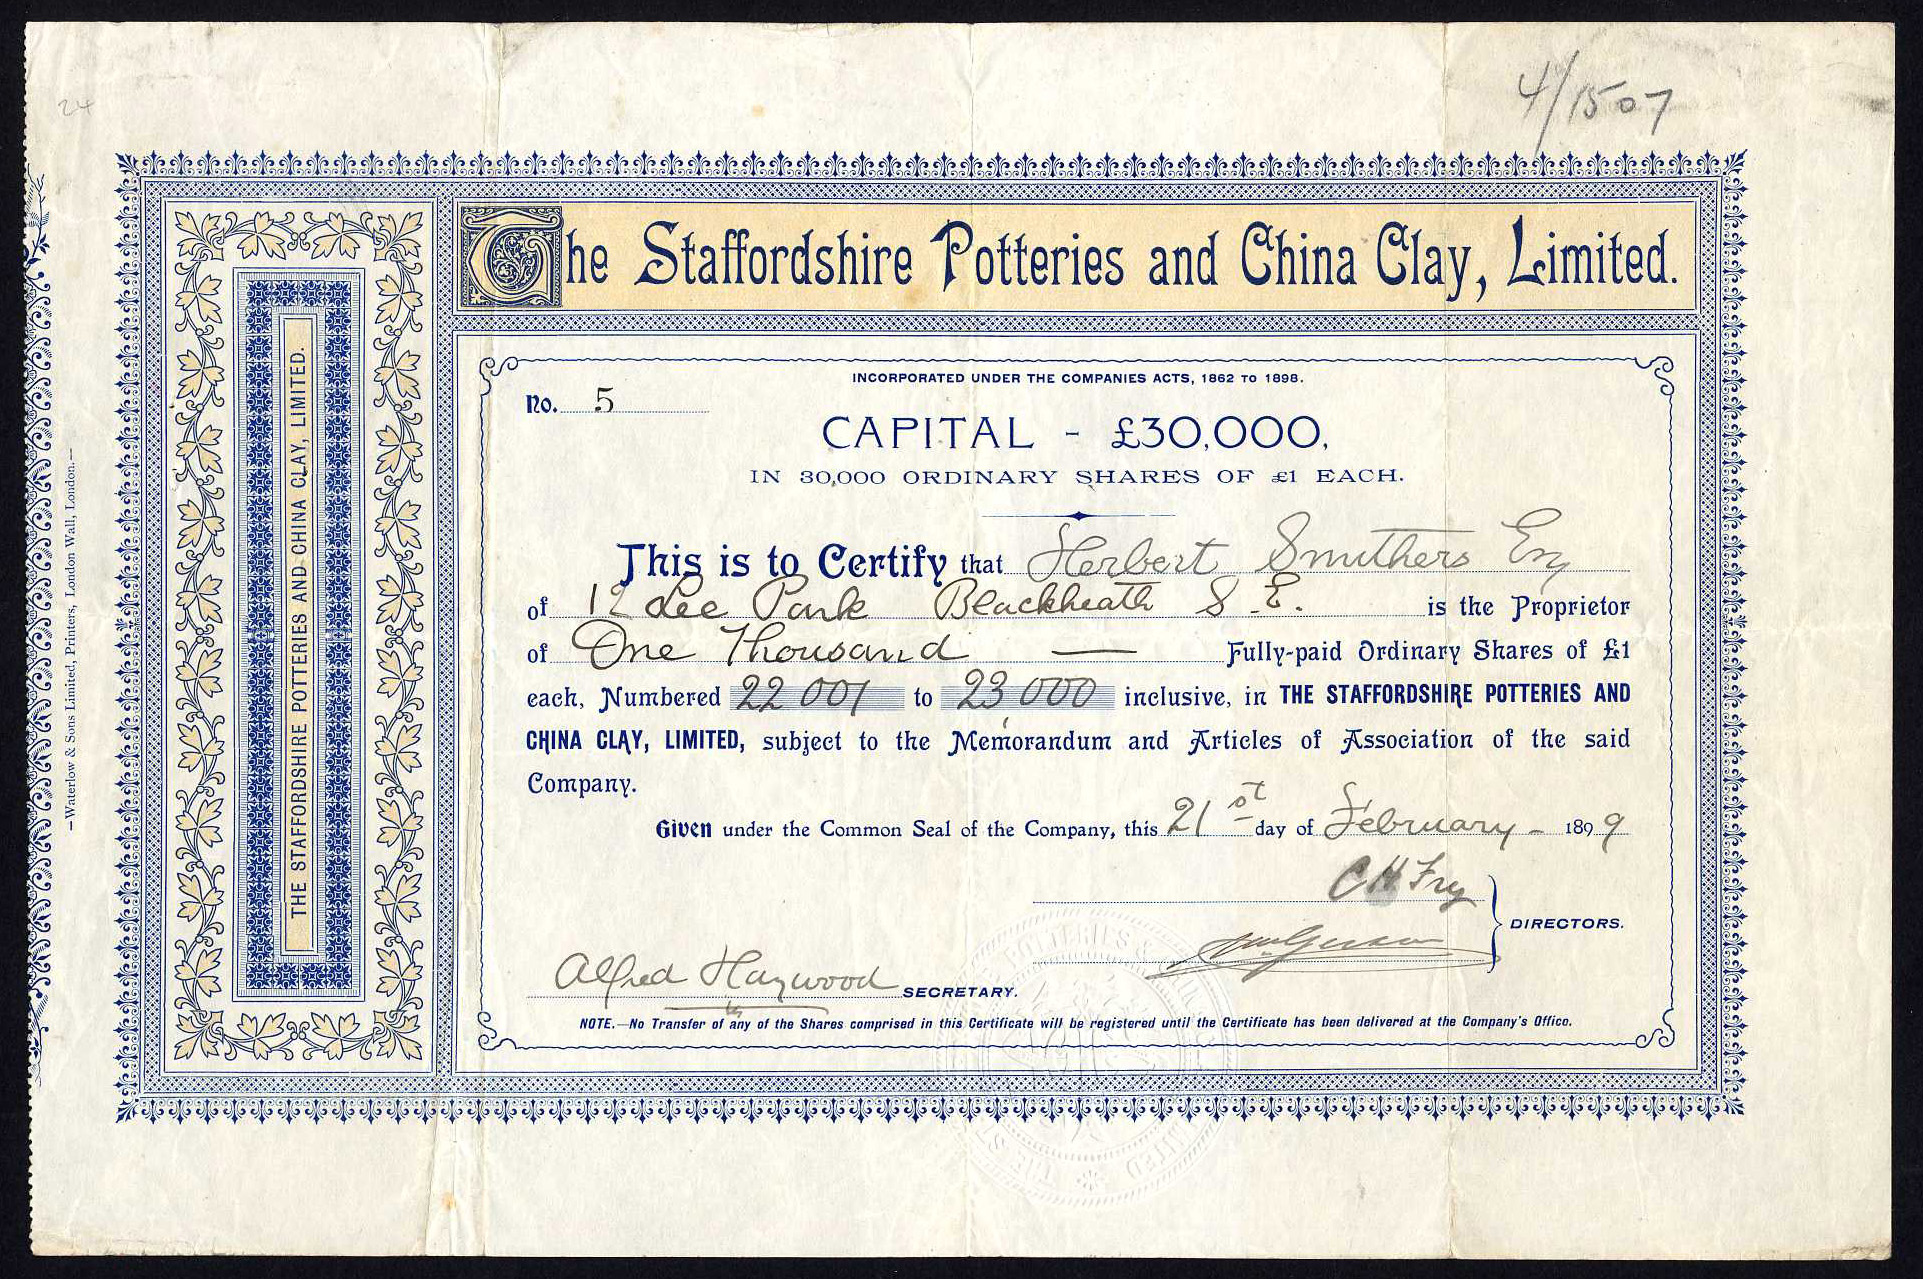 24
4/1507
The Staffordshire Potteries and China Clay, Limited.
INCORPORATED UNDER THE COMPANIES ACTS, 1862 TO 1898.
No. 5
CAPITAL - £30,000,
IN 30,000 ORDINARY SHARES OF £1 EACH.
This is to Certify that Herbert Smithers Esq
of 12 Lee Park Blackheath S.E. is the Proprietor
of One Thousand — Fully-paid Ordinary Shares of £1
each, Numbered 22001 to 23000 inclusive, in THE STAFFORDSHIRE POTTERIES AND
CHINA CLAY, LIMITED, subject to the Memorandum and Articles of Association of the said
Company.
Given under the Common Seal of the Company, this 21st day of February - 1899
C H Fry
DIRECTORS.
Alfred Haywood SECRETARY.
NOTE.—No Transfer of any of the Shares comprised in this Certificate will be registered until the Certificate has been delivered at the Company's Office.
THE STAFFORDSHIRE POTTERIES AND CHINA CLAY, LIMITED.
—Waterlow & Sons Limited, Printers, London Wall, London.—